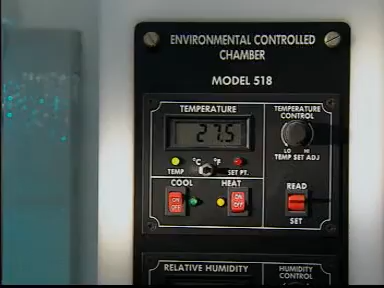 ENVIRONMENTAL CONTROLLED
CHAMBER
MODEL 518
TEMPERATURE
27.5
TEMP
°C °F
SET PT.
TEMPERATURE
CONTROL
LO HI
TEMP SET ADJ
COOL
ON
OFF
HEAT
ON
OFF
READ
SET
RELATIVE HUMIDITY
HUMIDITY
CONTROL